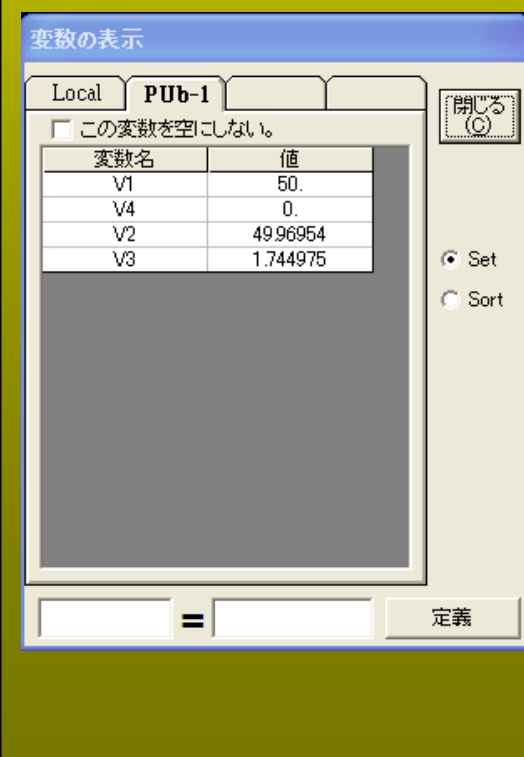 変数の表示
Local PUb-1
閉じる
(C)
この変数を空にしない。
変数名 値
V1 50.
V4 0.
V2 49.96954
V3 1.744975
Set
Sort
= 定義